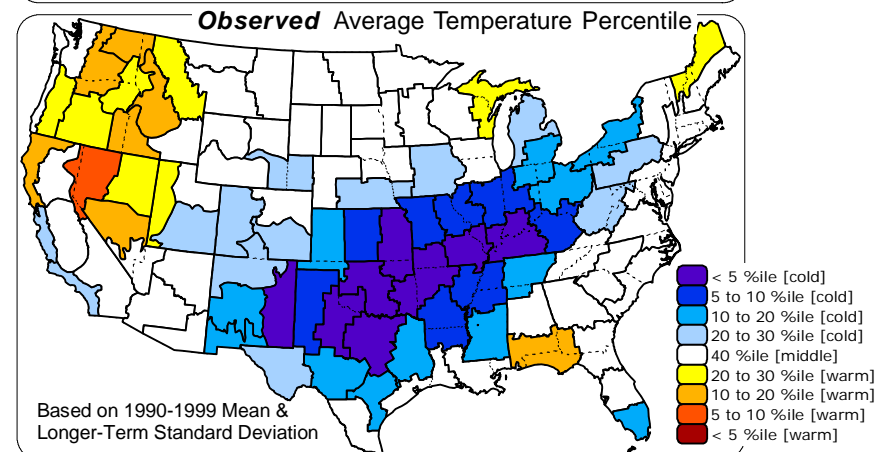 Observed Average Temperature Percentile
< 5 %ile [cold]
5 to 10 %ile [cold]
10 to 20 %ile [cold]
20 to 30 %ile [cold]
40 %ile [middle]
20 to 30 %ile [warm]
10 to 20 %ile [warm]
5 to 10 %ile [warm]
< 5 %ile [warm]
Based on 1990-1999 Mean &
Longer-Term Standard Deviation